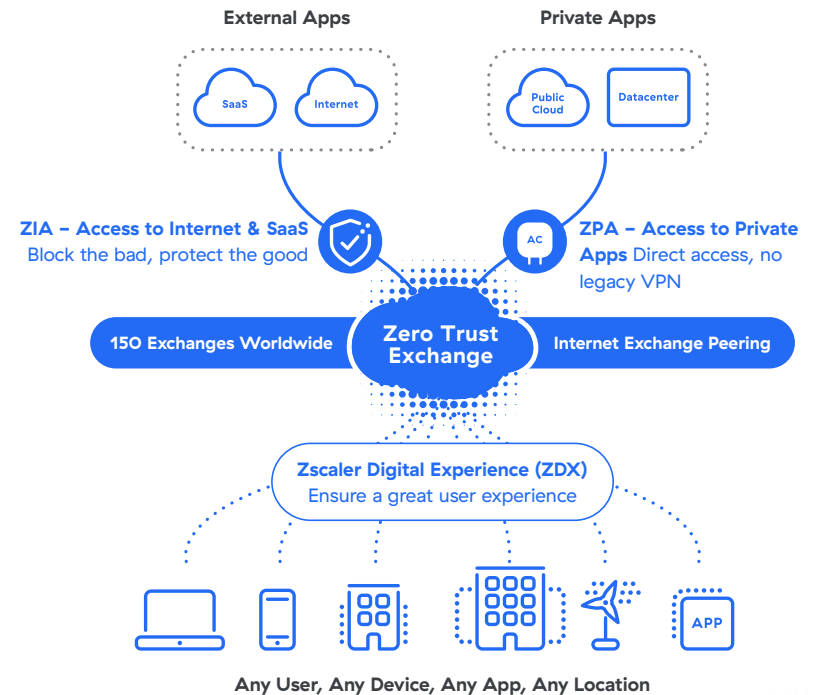 External Apps
Private Apps
SaaS
Internet
Public
Cloud
Datacenter
ZIA – Access to Internet & SaaS
Block the bad, protect the good
AC
ZPA – Access to Private
Apps Direct access, no
legacy VPN
150 Exchanges Worldwide
Zero Trust
Exchange
Internet Exchange Peering
Zscaler Digital Experience (ZDX)
Ensure a great user experience
APP
Any User, Any Device, Any App, Any Location